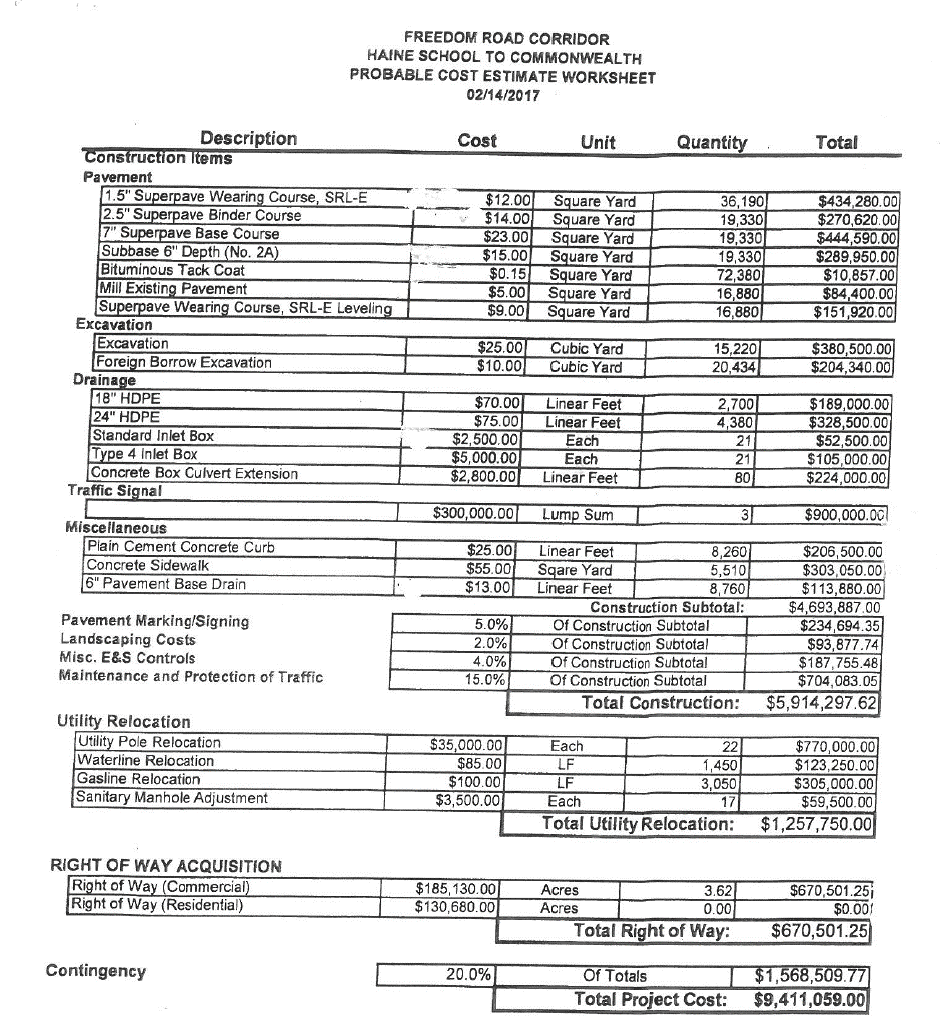 FREEDOM ROAD CORRIDOR
HAINE SCHOOL TO COMMONWEALTH
PROBABLE COST ESTIMATE WORKSHEET
02/14/2017
Description Cost Unit Quantity Total
Construction Items
Pavement
1.5" Superpave Wearing Course, SRL-E $12.00 Square Yard 36,190 $434,280.00
2.5" Superpave Binder Course $14.00 Square Yard 19,330 $270,620.00
7" Superpave Base Course $23.00 Square Yard 19,330 $444,590.00
Subbase 6" Depth (No. 2A) $15.00 Square Yard 19,330 $289,950.00
Bituminous Tack Coat $0.15 Square Yard 72,380 $10,857.00
Mill Existing Pavement $5.00 Square Yard 16,880 $84,400.00
Superpave Wearing Course, SRL-E Leveling $9.00 Square Yard 16,880 $151,920.00
Excavation
Excavation $25.00 Cubic Yard 15,220 $380,500.00
Foreign Borrow Excavation $10.00 Cubic Yard 20,434 $204,340.00
Drainage
18" HDPE $70.00 Linear Feet 2,700 $189,000.00
24" HDPE $75.00 Linear Feet 4,380 $328,500.00
Standard Inlet Box $2,500.00 Each 21 $52,500.00
Type 4 Inlet Box $5,000.00 Each 21 $105,000.00
Concrete Box Culvert Extension $2,800.00 Linear Feet 80 $224,000.00
Traffic Signal
$300,000.00 Lump Sum 3 $900,000.00
Miscellaneous
Plain Cement Concrete Curb $25.00 Linear Feet 8,260 $206,500.00
Concrete Sidewalk $55.00 Sqare Yard 5,510 $303,050.00
6" Pavement Base Drain $13.00 Linear Feet 8,760 $113,880.00
Construction Subtotal: $4,693,887.00
Pavement Marking/Signing 5.0% Of Construction Subtotal $234,694.35
Landscaping Costs 2.0% Of Construction Subtotal $93,877.74
Misc. E&S Controls 4.0% Of Construction Subtotal $187,755.48
Maintenance and Protection of Traffic 15.0% Of Construction Subtotal $704,083.05
Total Construction: $5,914,297.62
Utility Relocation
Utility Pole Relocation $35,000.00 Each 22 $770,000.00
Waterline Relocation $85.00 LF 1,450 $123,250.00
Gasline Relocation $100.00 LF 3,050 $305,000.00
Sanitary Manhole Adjustment $3,500.00 Each 17 $59,500.00
Total Utility Relocation: $1,257,750.00
RIGHT OF WAY ACQUISITION
Right of Way (Commercial) $185,130.00 Acres 3.62 $670,501.25
Right of Way (Residential) $130,680.00 Acres 0.00 $0.00
Total Right of Way: $670,501.25
Contingency 20.0% Of Totals $1,568,509.77
Total Project Cost: $9,411,059.00